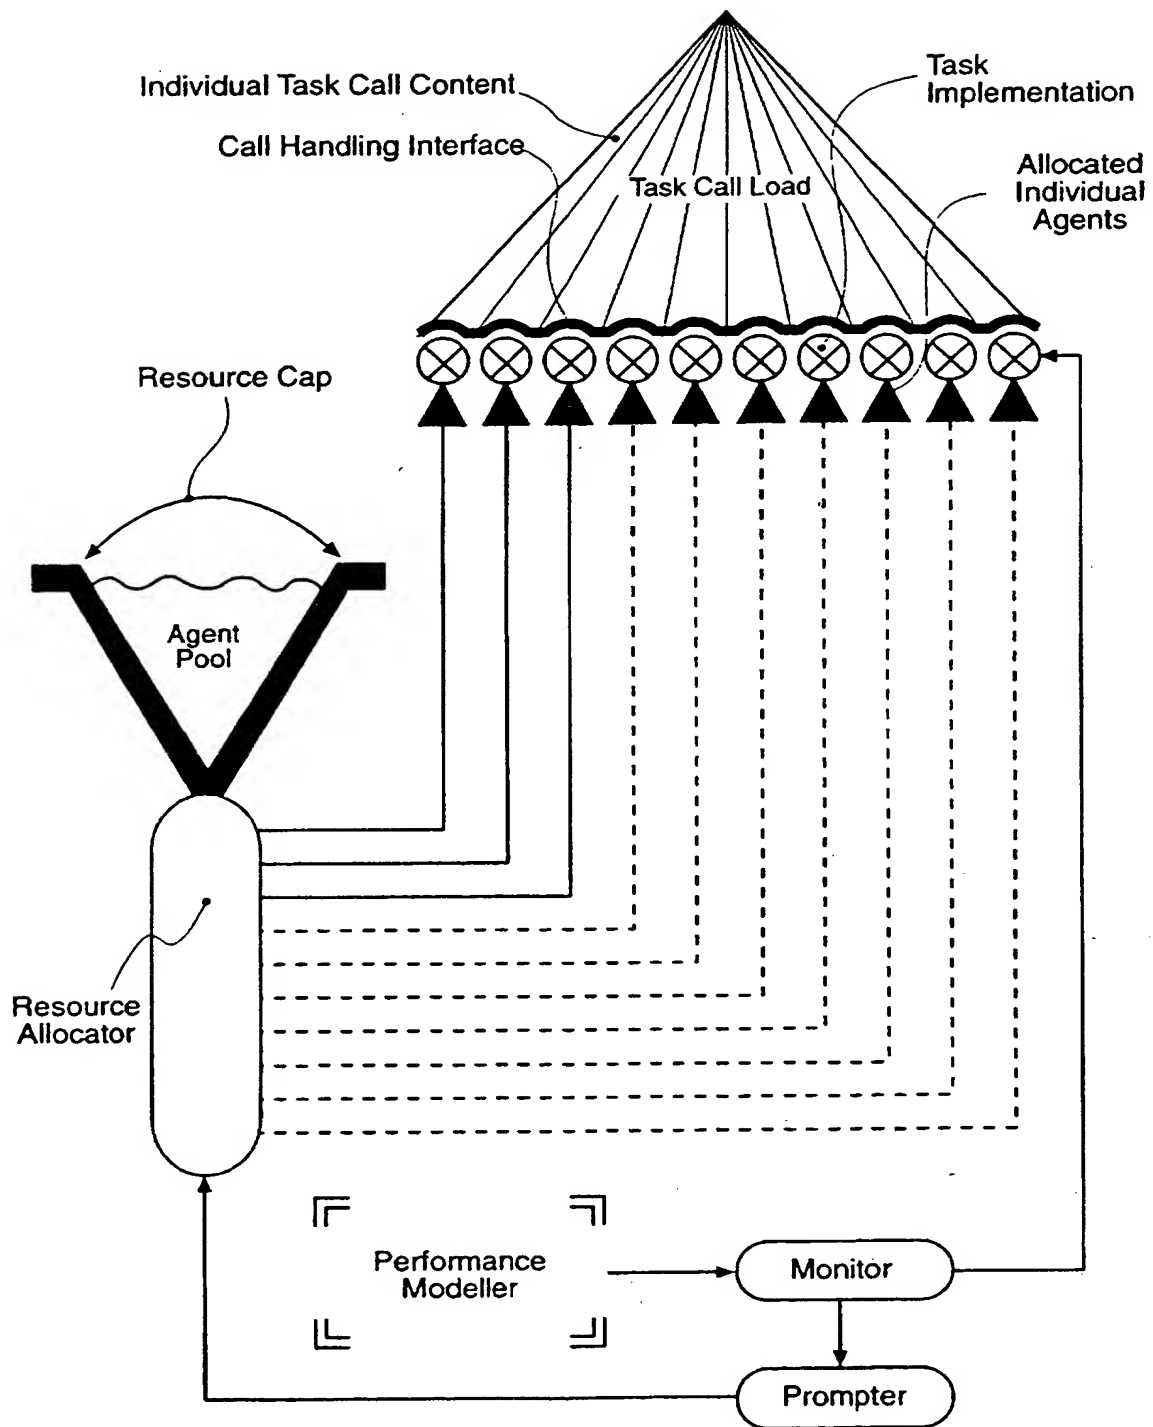 Individual Task Call Content
Task
Implementation
Call Handling Interface
Task Call Load
Allocated
Individual
Agents
Resource Cap
Agent
Pool
Resource
Allocator
Performance
Modeller
Monitor
Prompter